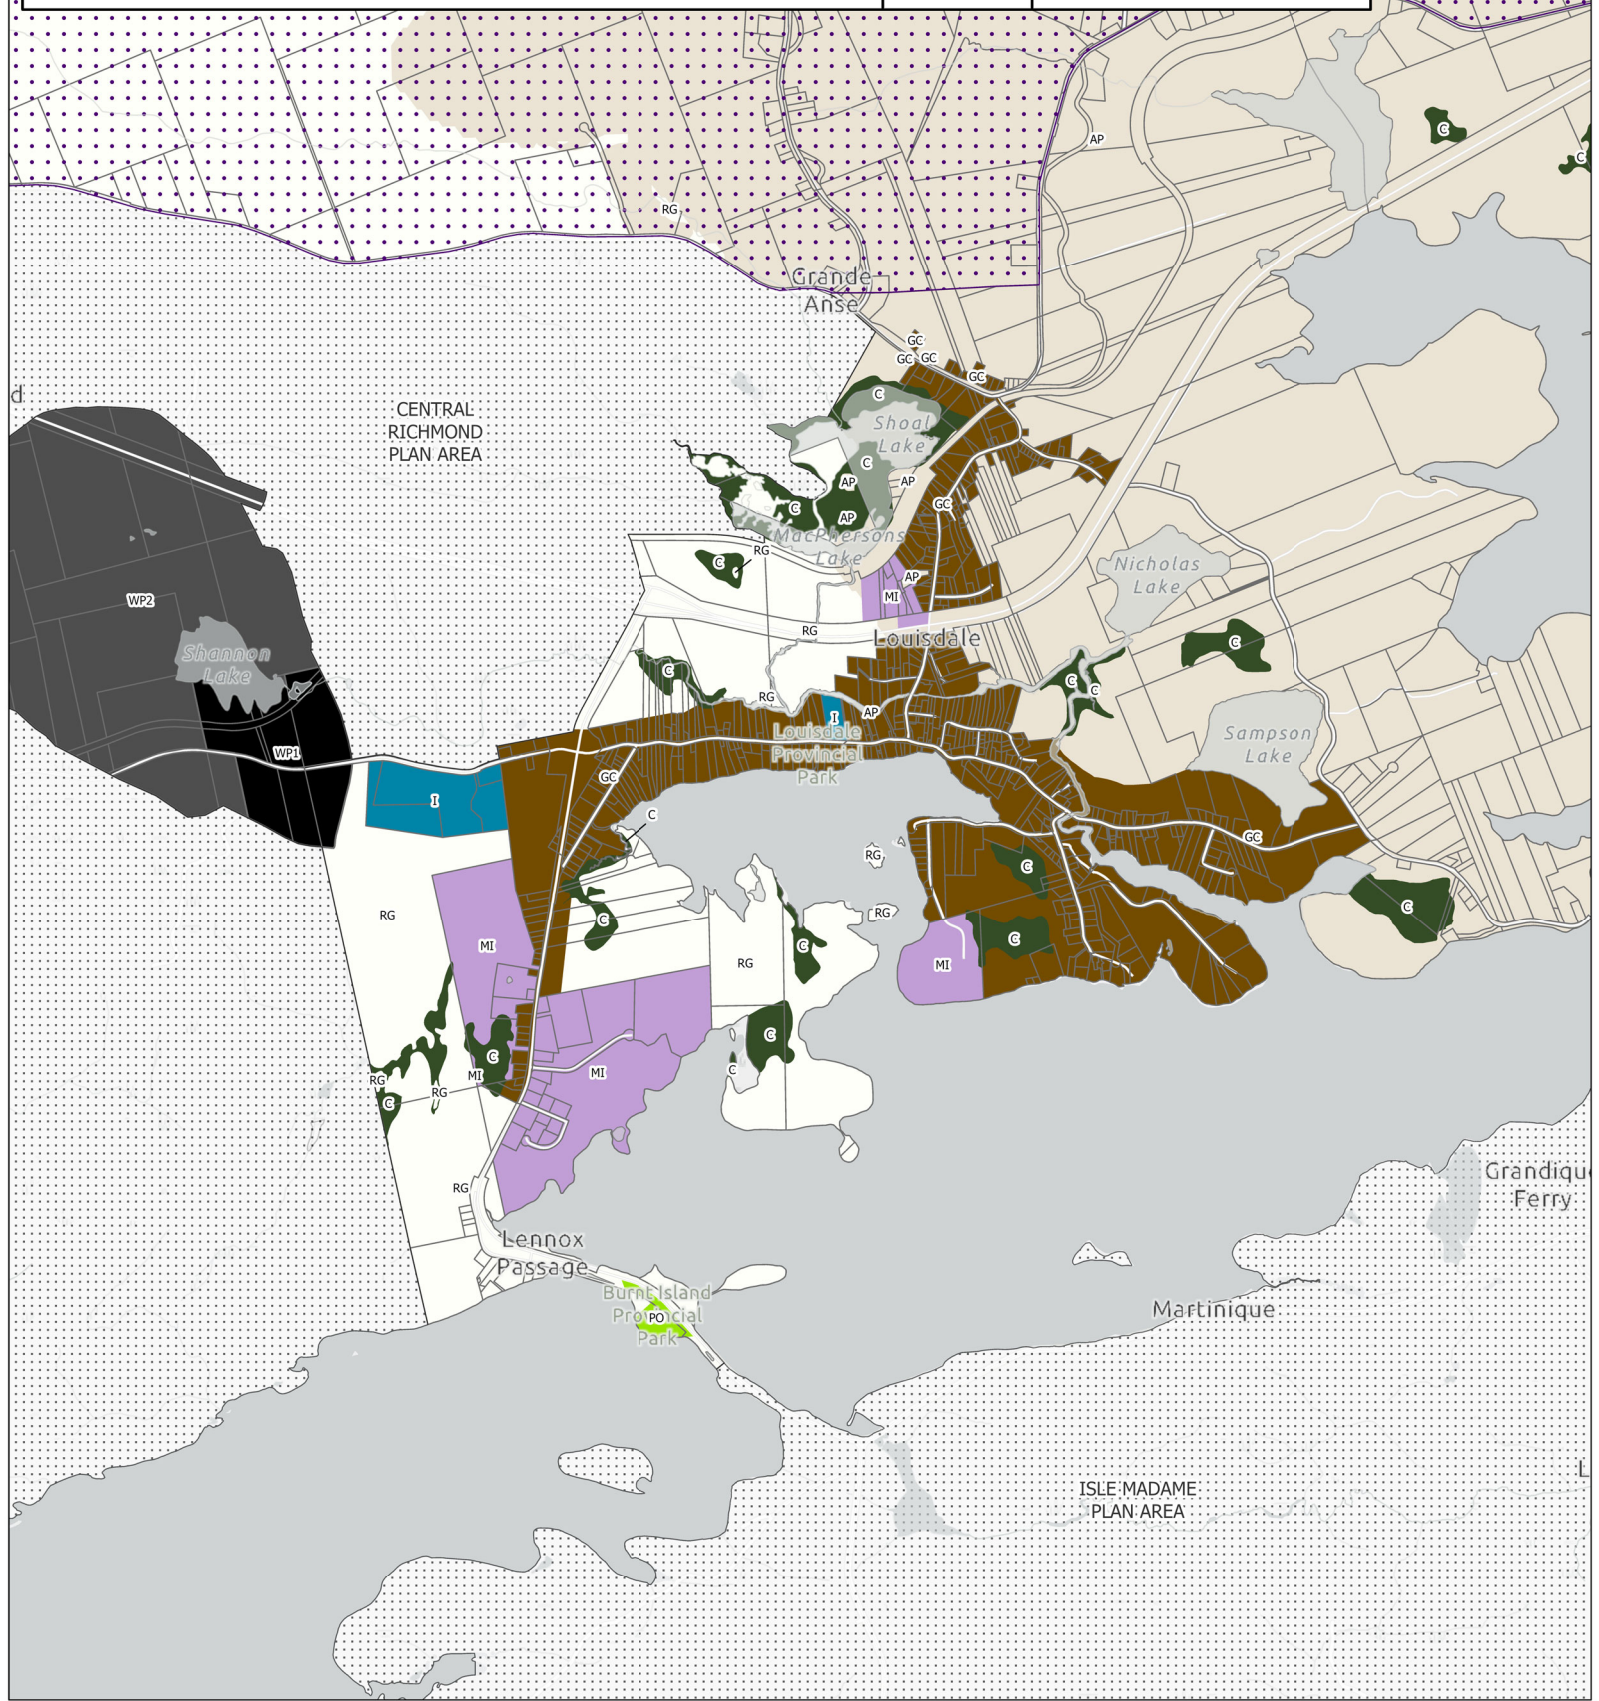 AP
C
C
RG
Grande
Anse
GC
GC
GC
GC
d
C
CENTRAL
RICHMOND
PLAN AREA
Shoal
Lake
C
AP
AP
GC
C
AP
MacPhersons
Lake
RG
C
Nicholas
Lake
AP
MI
WP2
RG
Louisdale
C
Shannon
Lake
C
C
C
RG
AP
I
Louisdale
Provincial
Park
Sampson
Lake
WP1
GC
I
C
GC
RG
C
C
RG
RG
C
C
MI
C
RG
MI
C
C
MI
MI
C
RG
RG
C
Grandiqu
Ferry
RG
Lennox
Passage
Burnt Island
Provincial
Park
PO
Martinique
L
ISLE MADAME
PLAN AREA